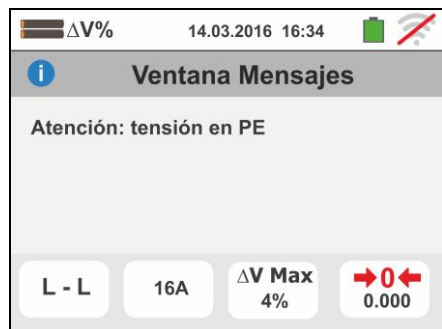 ΔV% 14.03.2016 16:34
Ventana Mensajes
Atención: tensión en PE
L - L 16A ΔV Max 4% 0 0.000